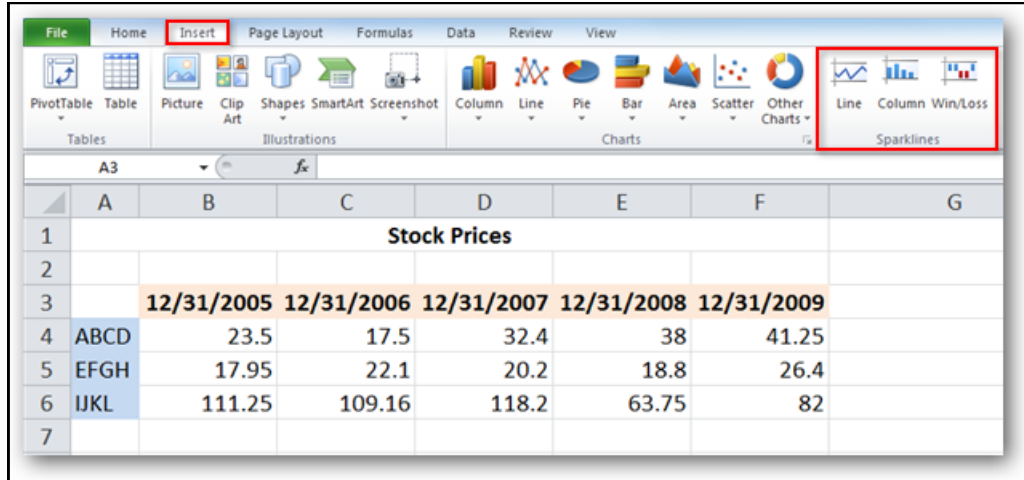 File Home Insert Page Layout Formulas Data Review View
PivotTable Table Picture Clip Art Shapes SmartArt Screenshot Column Line Pie Bar Area Scatter Other Charts Line Column Win/Loss
Tables Illustrations Charts Sparklines
A3 fx
A B C D E F G
1 Stock Prices
2
3 12/31/2005 12/31/2006 12/31/2007 12/31/2008 12/31/2009
4 ABCD 23.5 17.5 32.4 38 41.25
5 EFGH 17.95 22.1 20.2 18.8 26.4
6 IJKL 111.25 109.16 118.2 63.75 82
7